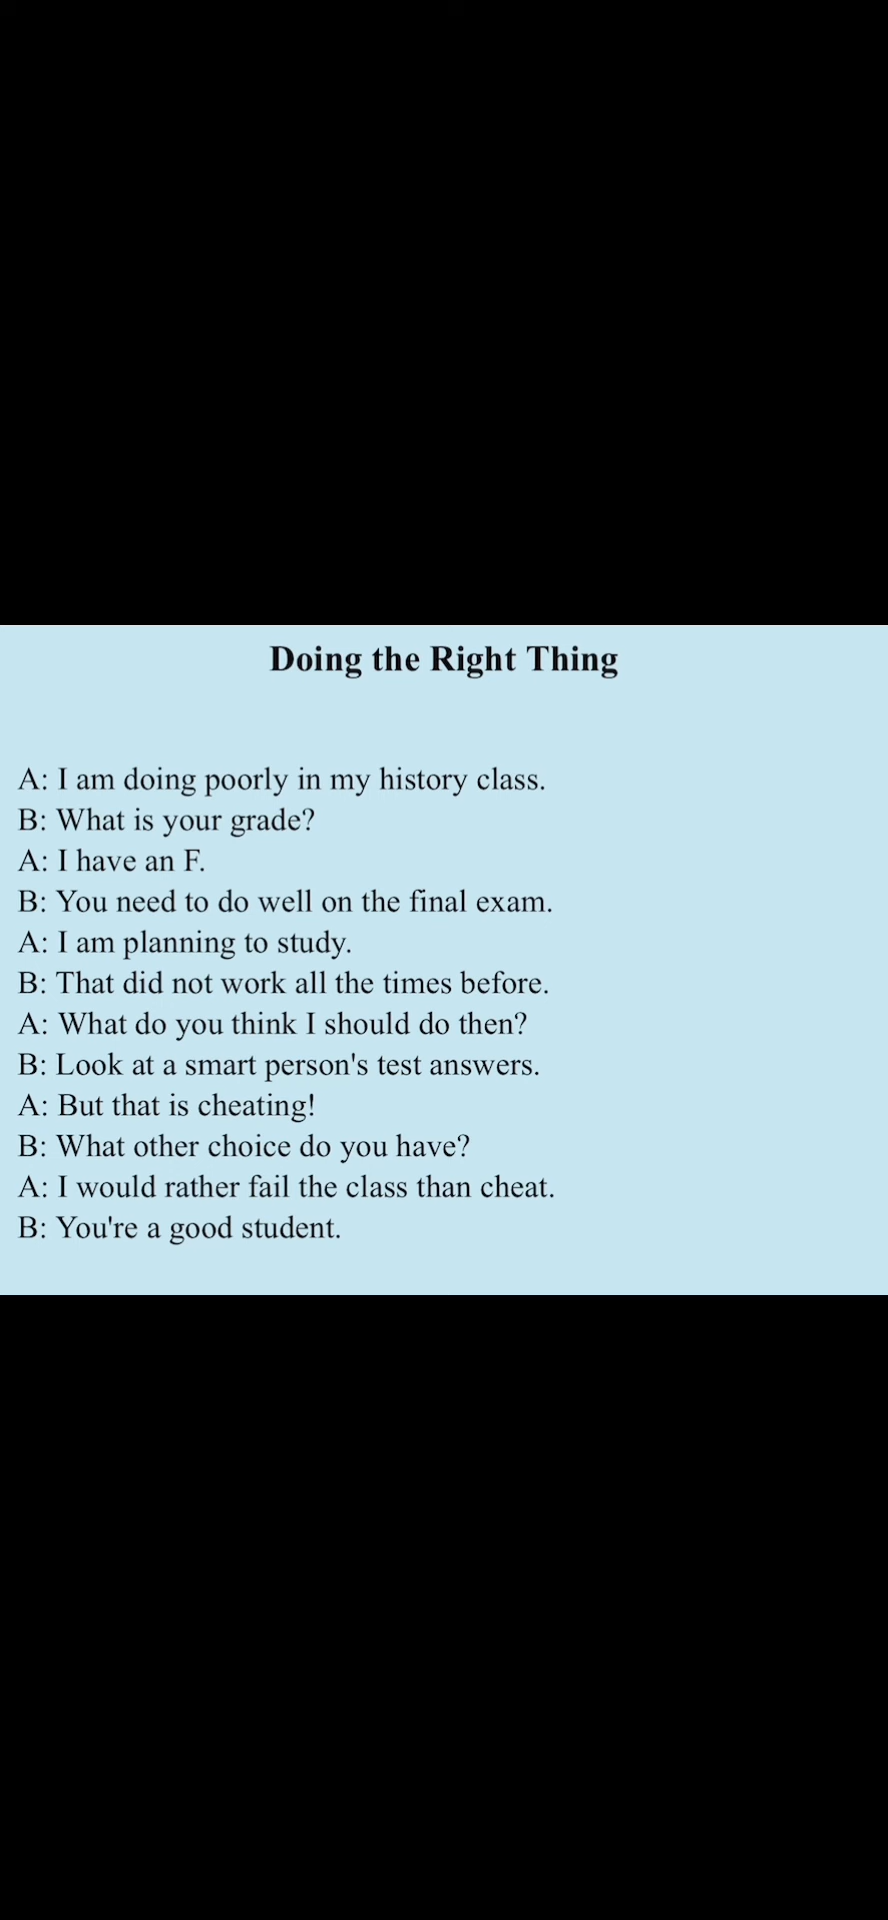 Doing the Right Thing
A: I am doing poorly in my history class.
B: What is your grade?
A: I have an F.
B: You need to do well on the final exam.
A: I am planning to study.
B: That did not work all the times before.
A: What do you think I should do then?
B: Look at a smart person's test answers.
A: But that is cheating!
B: What other choice do you have?
A: I would rather fail the class than cheat.
B: You're a good student.